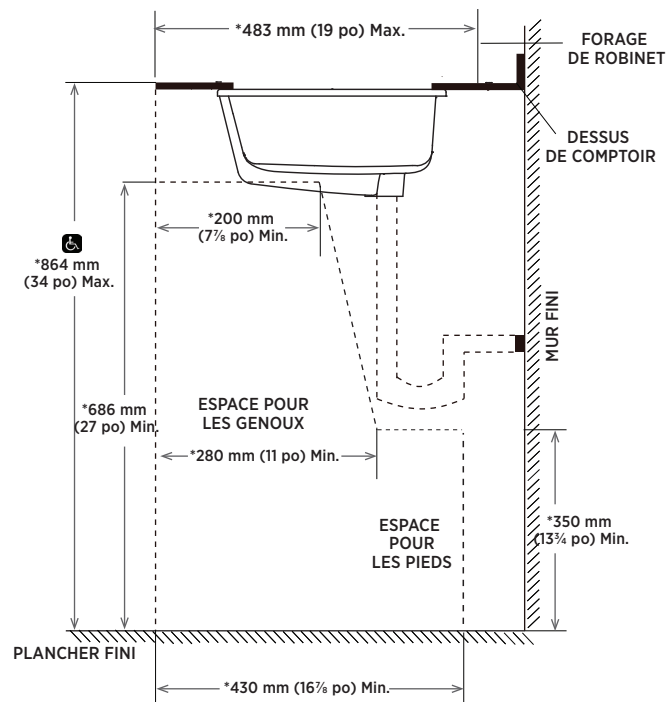 *483 mm (19 po) Max.
FORAGE
DE ROBINET
DESSUS
DE COMPTOIR
*200 mm
(7⅞ po) Min.
*864 mm
(34 po) Max.
MUR FINI
*686 mm
(27 po) Min.
ESPACE POUR
LES GENOUX
*280 mm (11 po) Min.
ESPACE
POUR
LES PIEDS
*350 mm
(13¾ po) Min.
PLANCHER FINI
*430 mm (16⅞ po) Min.